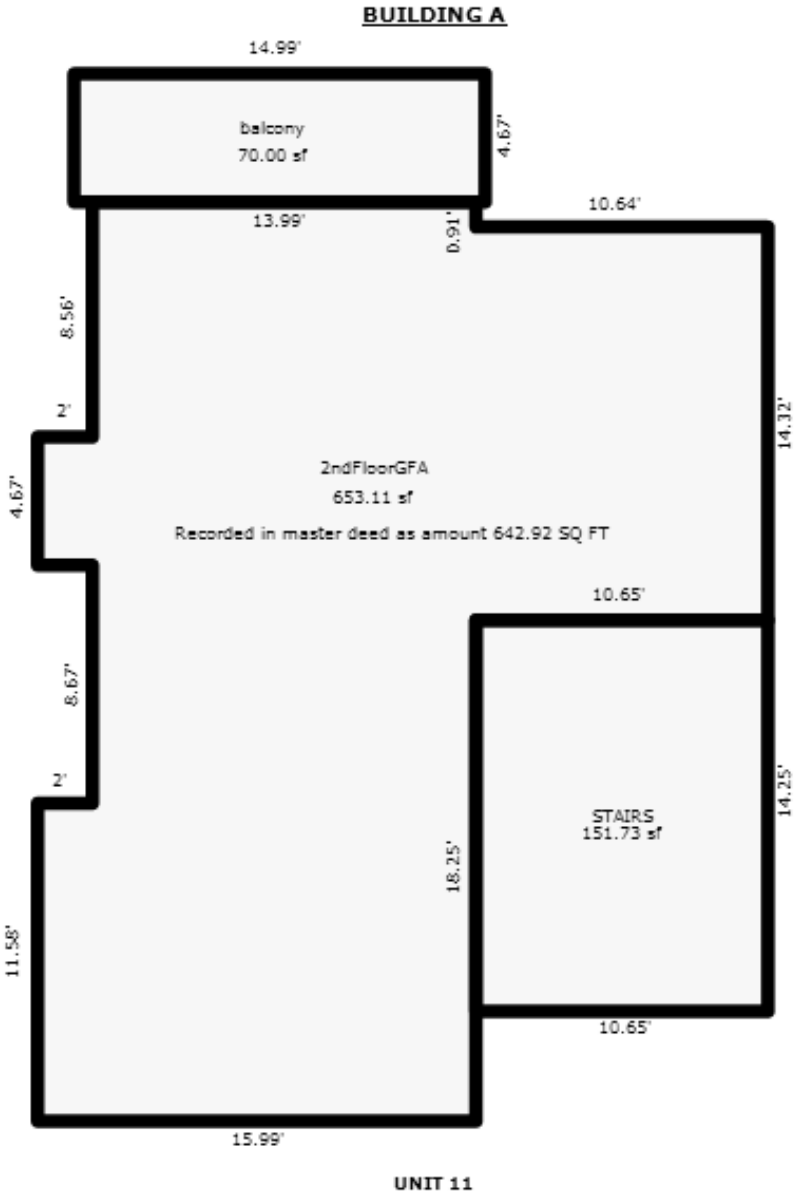 BUILDING A
14.99'
balcony
70.00 sf
4.67'
10.64'
13.99'
0.91'
8.56'
2'
14.32'
2ndFloorGFA
4.67'
653.11 sf
Recorded in master deed as amount 642.92 SQ FT
10.65'
8.67'
2'
14.25'
STAIRS
151.73 sf
18.25'
11.58'
10.65'
15.99'
UNIT 11